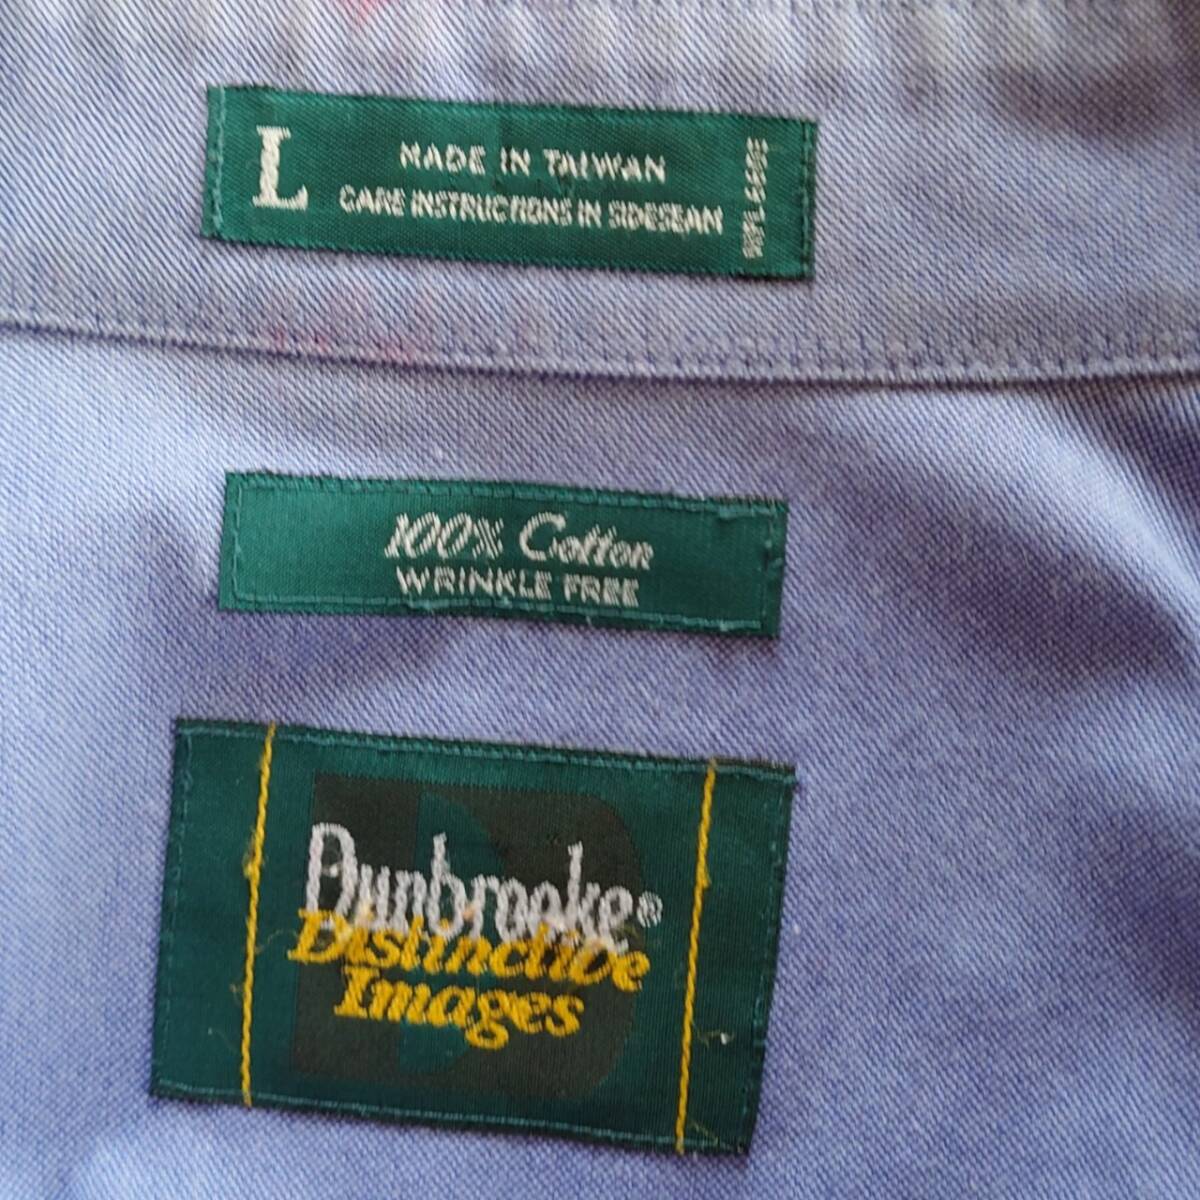 L
MADE IN TAIWAN
CARE INSTRUCTIONS IN SIDESEAM
100% Cotton
WRINKLE FREE
Dunbrooke®
Distinctive
Images